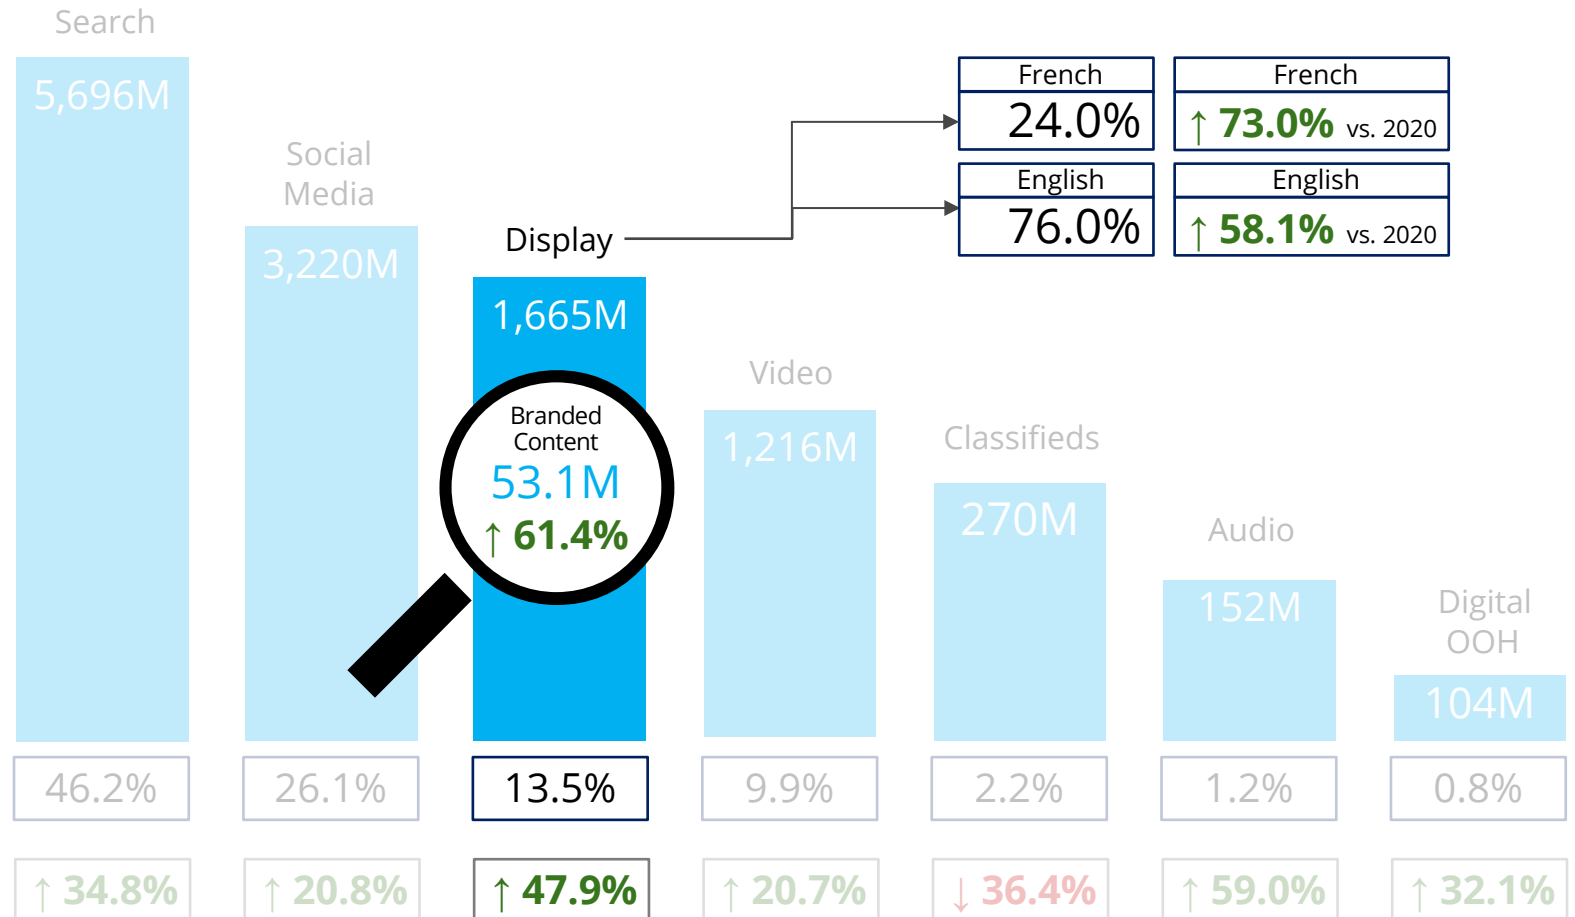 Search
5,696M
Social
Media
3,220M
Display
1,665M
Branded
Content
53.1M
↑ 61.4%
French
24.0%
French
↑ 73.0% vs. 2020
English
76.0%
English
↑ 58.1% vs. 2020
Video
1,216M
Classifieds
270M
Audio
152M
Digital
OOH
104M
46.2%
26.1%
13.5%
9.9%
2.2%
1.2%
0.8%
↑ 34.8%
↑ 20.8%
↑ 47.9%
↑ 20.7%
↓ 36.4%
↑ 59.0%
↑ 32.1%